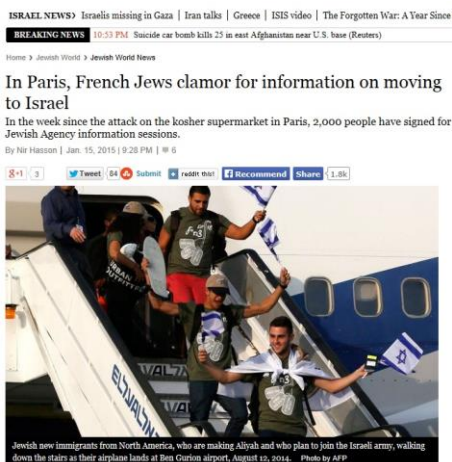 ISRAEL NEWS> Israelis missing in Gaza | Iran talks | Greece | ISIS video | The Forgotten War: A Year Since
BREAKING NEWS 10:53 PM Suicide car bomb kills 25 in east Afghanistan near U.S. base (Reuters)
Home > Jewish World > Jewish World News
In Paris, French Jews clamor for information on moving
to Israel
In the week since the attack on the kosher supermarket in Paris, 2,000 people have signed for
Jewish Agency information sessions.
By Nir Hasson | Jan. 15, 2015 | 9:28 PM | 6
g+1 3 Tweet 84 Submit reddit this! Recommend Share 1.8k
URBAN
OUTFITTERS
ELVAL
ELVAL
Jewish new immigrants from North America, who are making Aliyah and who plan to join the Israeli army, walking
down the stairs as their airplane lands at Ben Gurion airport, August 12, 2014. Photo by AFP